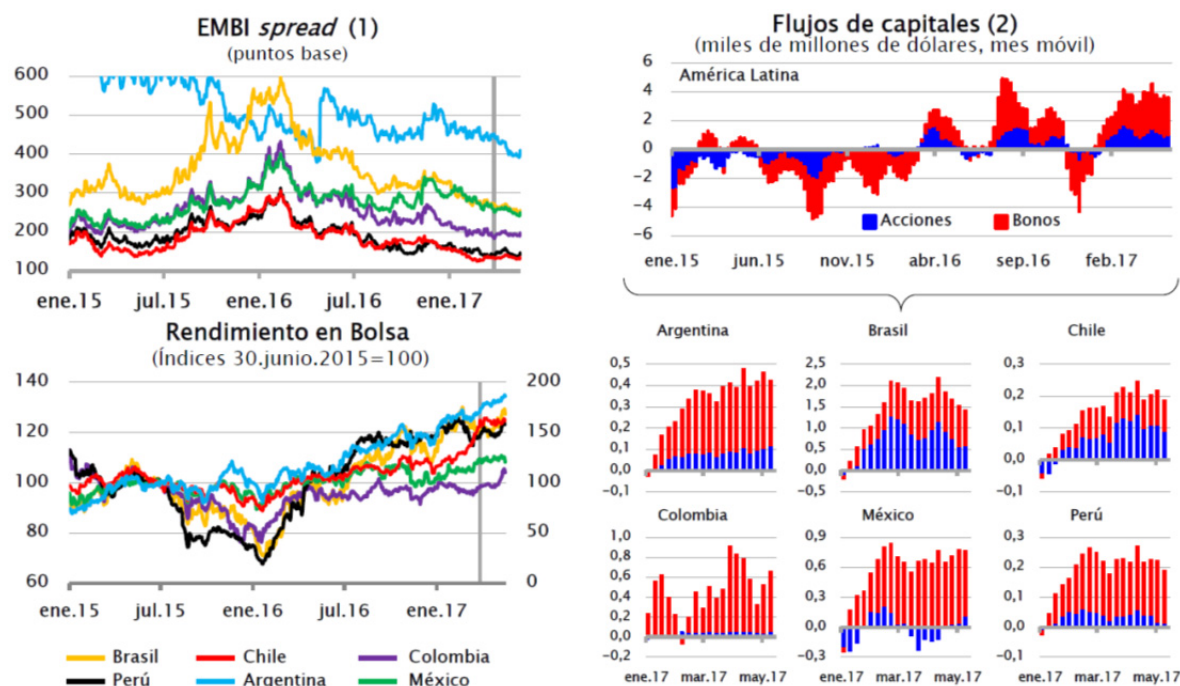 EMBI spread (1)
(puntos base)
600
500
400
300
200
100
ene.15 jul.15 ene.16 jul.16 ene.17
Rendimiento en Bolsa
(Índices 30.junio.2015=100)
140
120
100
80
60
200
150
100
50
0
ene.15 jul.15 ene.16 jul.16 ene.17
Brasil Chile Colombia
Perú Argentina México
Flujos de capitales (2)
(miles de millones de dólares, mes móvil)
América Latina
6
4
2
0
−2
−4
−6
Acciones Bonos
ene.15 jun.15 nov.15 abr.16 sep.16 feb.17
Argentina
0,5
0,4
0,3
0,2
0,1
0,0
−0,1
Brasil
2,5
2,0
1,5
1,0
0,5
0,0
−0,5
Chile
0,3
0,2
0,1
0,0
−0,1
Colombia
1,0
0,8
0,6
0,4
0,2
0,0
−0,2
ene.17 mar.17 may.17
México
0,9
0,6
0,3
0,0
−0,3
ene.17 mar.17 may.17
Perú
0,3
0,2
0,1
0,0
−0,1
ene.17 mar.17 may.17